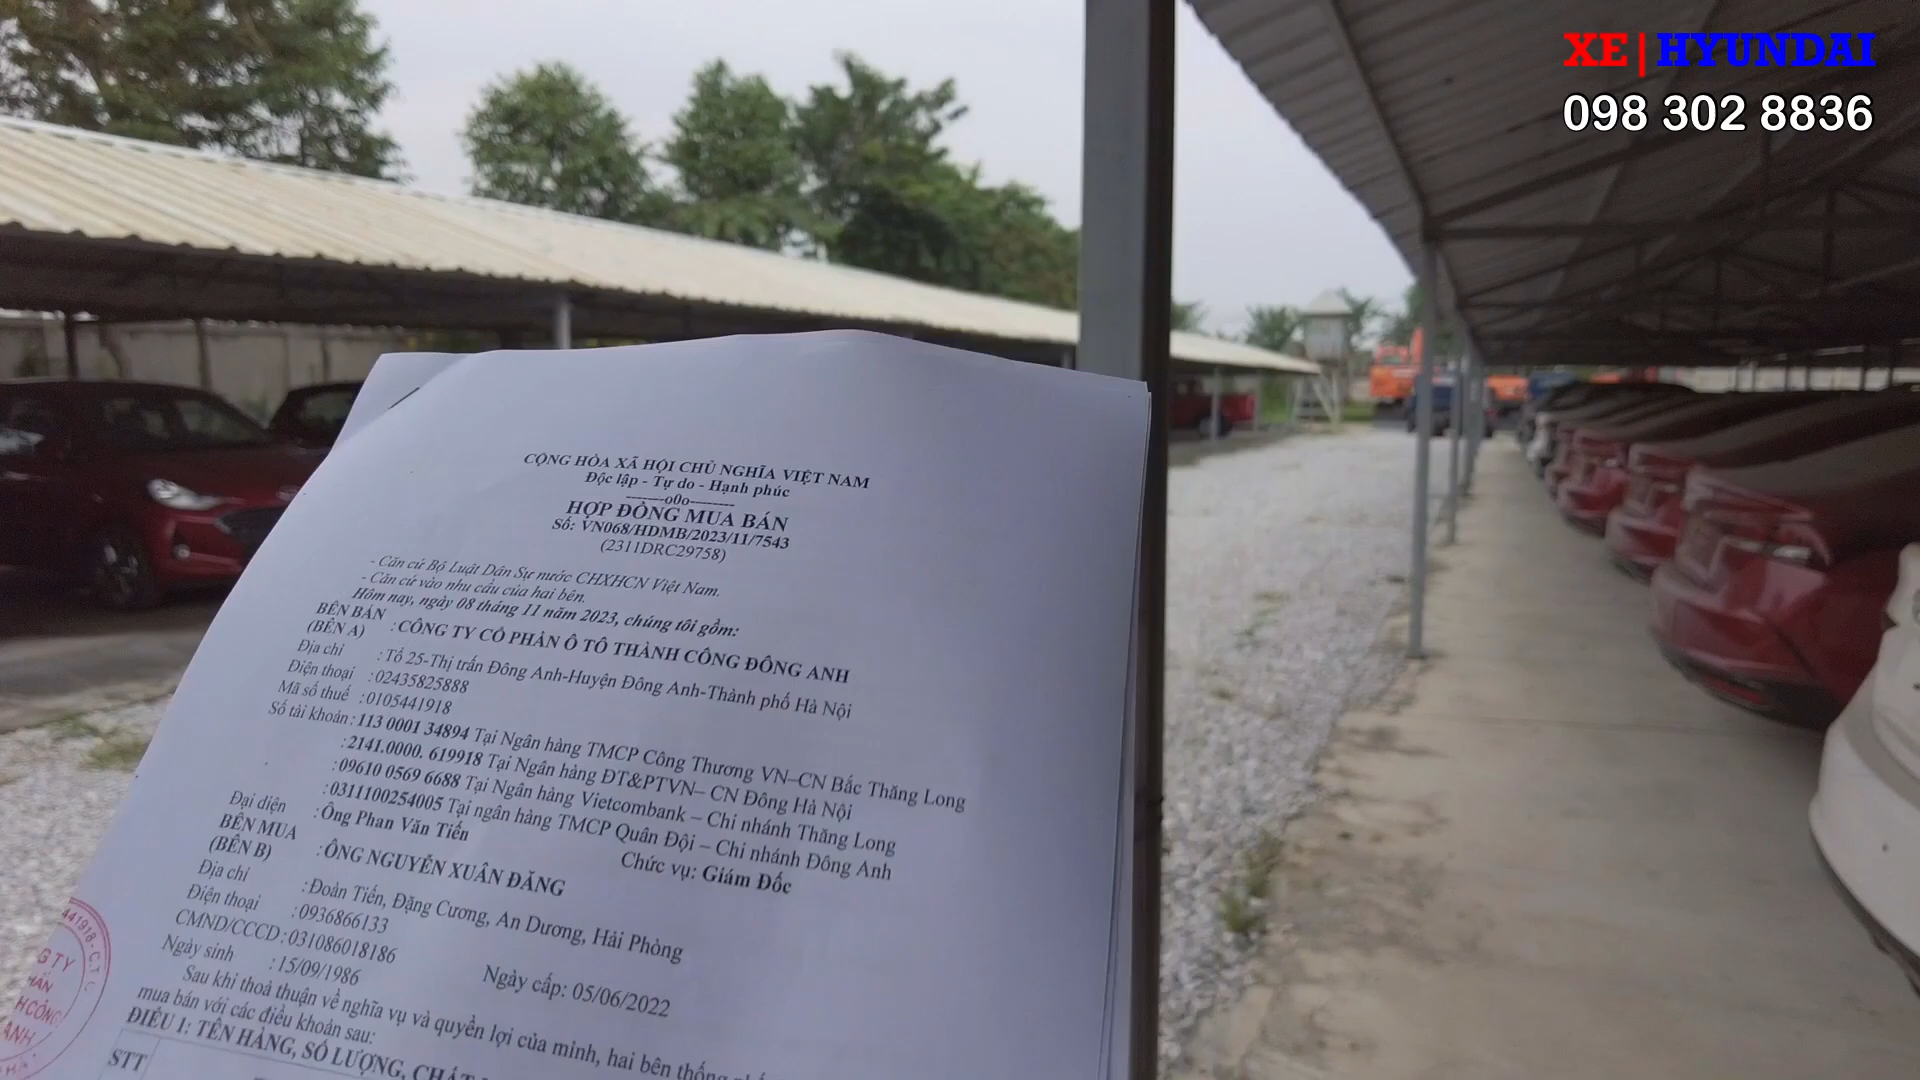 XE|HYUNDAI
098 302 8836
CỘNG HÒA XÃ HỘI CHỦ NGHĨA VIỆT NAM
Độc lập - Tự do - Hạnh phúc
--------o0o--------
HỢP ĐỒNG MUA BÁN
Số: VN068/HDMB/2023/11/7543
(2311DRC29758)
- Căn cứ Bộ Luật Dân Sự nước CHXHCN Việt Nam.
- Căn cứ vào nhu cầu của hai bên.
Hôm nay, ngày 08 tháng 11 năm 2023, chúng tôi gồm:
BÊN BÁN
(BÊN A) : CÔNG TY CỔ PHẦN Ô TÔ THÀNH CÔNG ĐÔNG ANH
Địa chỉ : Tổ 25-Thị trấn Đông Anh-Huyện Đông Anh-Thành phố Hà Nội
Điện thoại : 02435825888
Mã số thuế : 0105441918
Số tài khoản : 113 0001 34894 Tại Ngân hàng TMCP Công Thương VN–CN Bắc Thăng Long
: 2141.0000. 619918 Tại Ngân hàng ĐT&PTVN– CN Đông Hà Nội
: 09610 0569 6688 Tại Ngân hàng Vietcombank – Chi nhánh Thăng Long
: 0311100254005 Tại ngân hàng TMCP Quân Đội – Chi nhánh Đông Anh
Đại diện : Ông Phan Văn Tiến Chức vụ: Giám Đốc
BÊN MUA
(BÊN B) : ÔNG NGUYỄN XUÂN ĐĂNG
Địa chỉ : Đoàn Tiến, Đặng Cương, An Dương, Hải Phòng
Điện thoại : 0936866133
CMND/CCCD : 031086018186 Ngày cấp: 05/06/2022
Ngày sinh : 15/09/1986
Sau khi thoả thuận về nghĩa vụ và quyền lợi của mình, hai bên thống
mua bán với các điều khoản sau:
ĐIỀU 1: TÊN HÀNG, SỐ LƯỢNG, CHẤT
STT
441918 - C.T.C
G TY
HẦN
H CÔNG
ANH